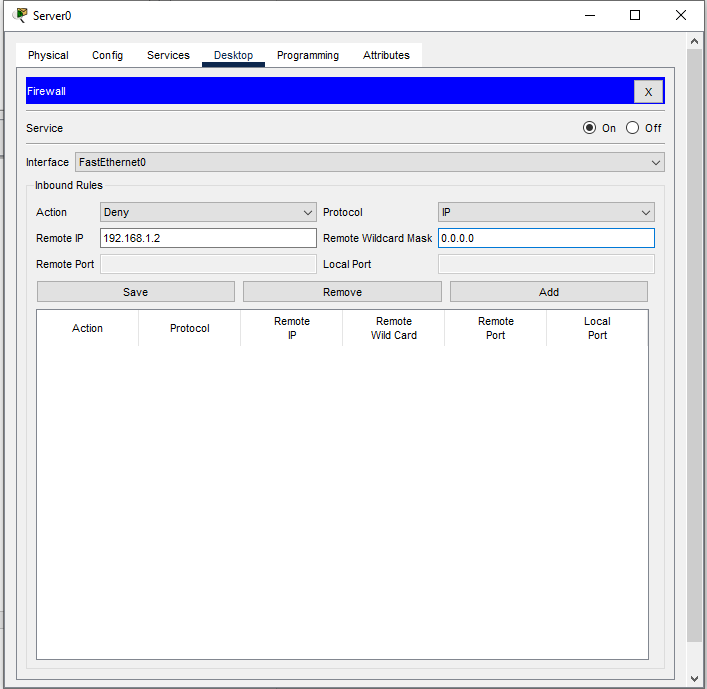 Server0
Physical Config Services Desktop Programming Attributes
Firewall X
Service On Off
Interface FastEthernet0
Inbound Rules
Action Deny Protocol IP
Remote IP 192.168.1.2 Remote Wildcard Mask 0.0.0.0
Remote Port Local Port
Save Remove Add
Action Protocol Remote IP Remote Wild Card Remote Port Local Port